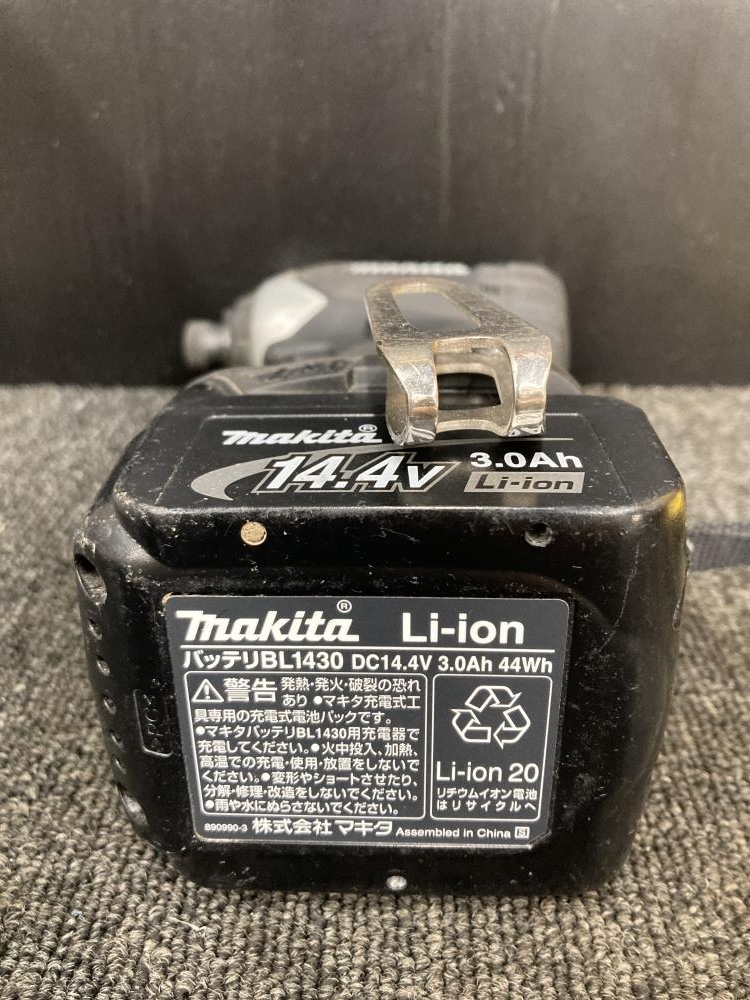 makita
makita®
14.4V
3.0Ah
Li-ion
makita® Li-ion
バッテリBL1430 DC14.4V 3.0Ah 44Wh
警告 発熱・発火・破裂の恐れ
あり ●マキタ充電式工
具専用の充電式電池パックです。
●マキタバッテリBL1430用充電器で
充電してください。●火中投入、加熱、
高温での充電・使用・放置をしないで
ください。●変形やショートさせたり、
分解・修理・改造をしないでください。
●雨や水にぬらさないでください。
Li-ion 20
リチウムイオン電池
はリサイクルへ
890990-3 株式会社マキタ Assembled in China